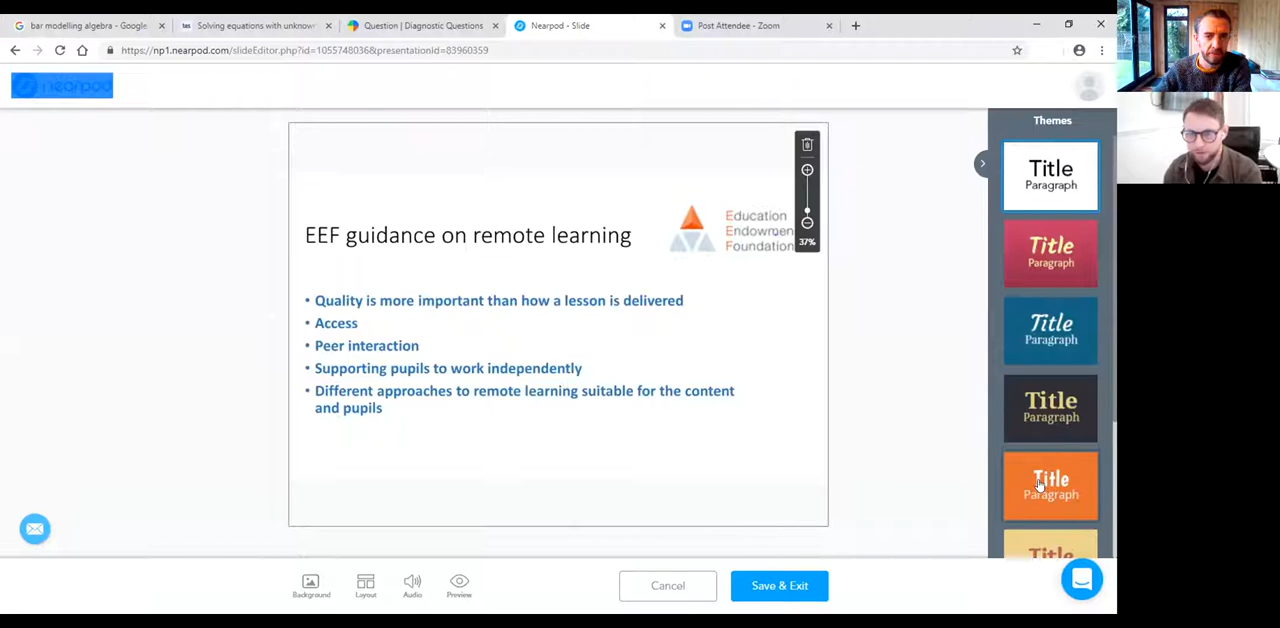 bar modelling algebra - Google
Solving equations with unknow
Question | Diagnostic Questions
Nearpod - Slide
Post Attendee - Zoom
https://np1.nearpod.com/slideEditor.php?id=1055748036&presentationId=83960359
nearpod
Themes
Title
Paragraph
Title
Paragraph
Title
Paragraph
Title
Paragraph
Title
Paragraph
Title
37%
EEF guidance on remote learning
Education
Endowmen
Foundation
• Quality is more important than how a lesson is delivered
• Access
• Peer interaction
• Supporting pupils to work independently
• Different approaches to remote learning suitable for the content
and pupils
Background
Layout
Audio
Preview
Cancel
Save & Exit